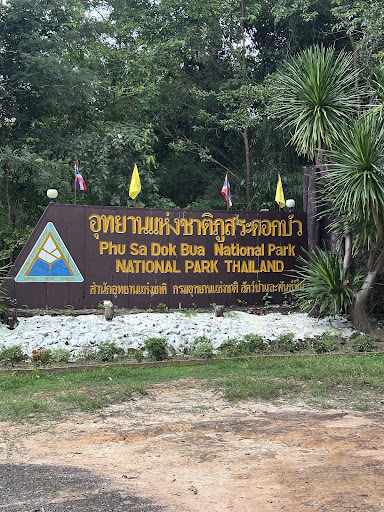 อุทยานแห่งชาติภูสระดอกบัว
Phu Sa Dok Bua National Park
NATIONAL PARK THAILAND
สำนักอุทยานแห่งชาติ กรมอุทยานแห่งชาติ สัตว์ป่าและพันธุ์พืช